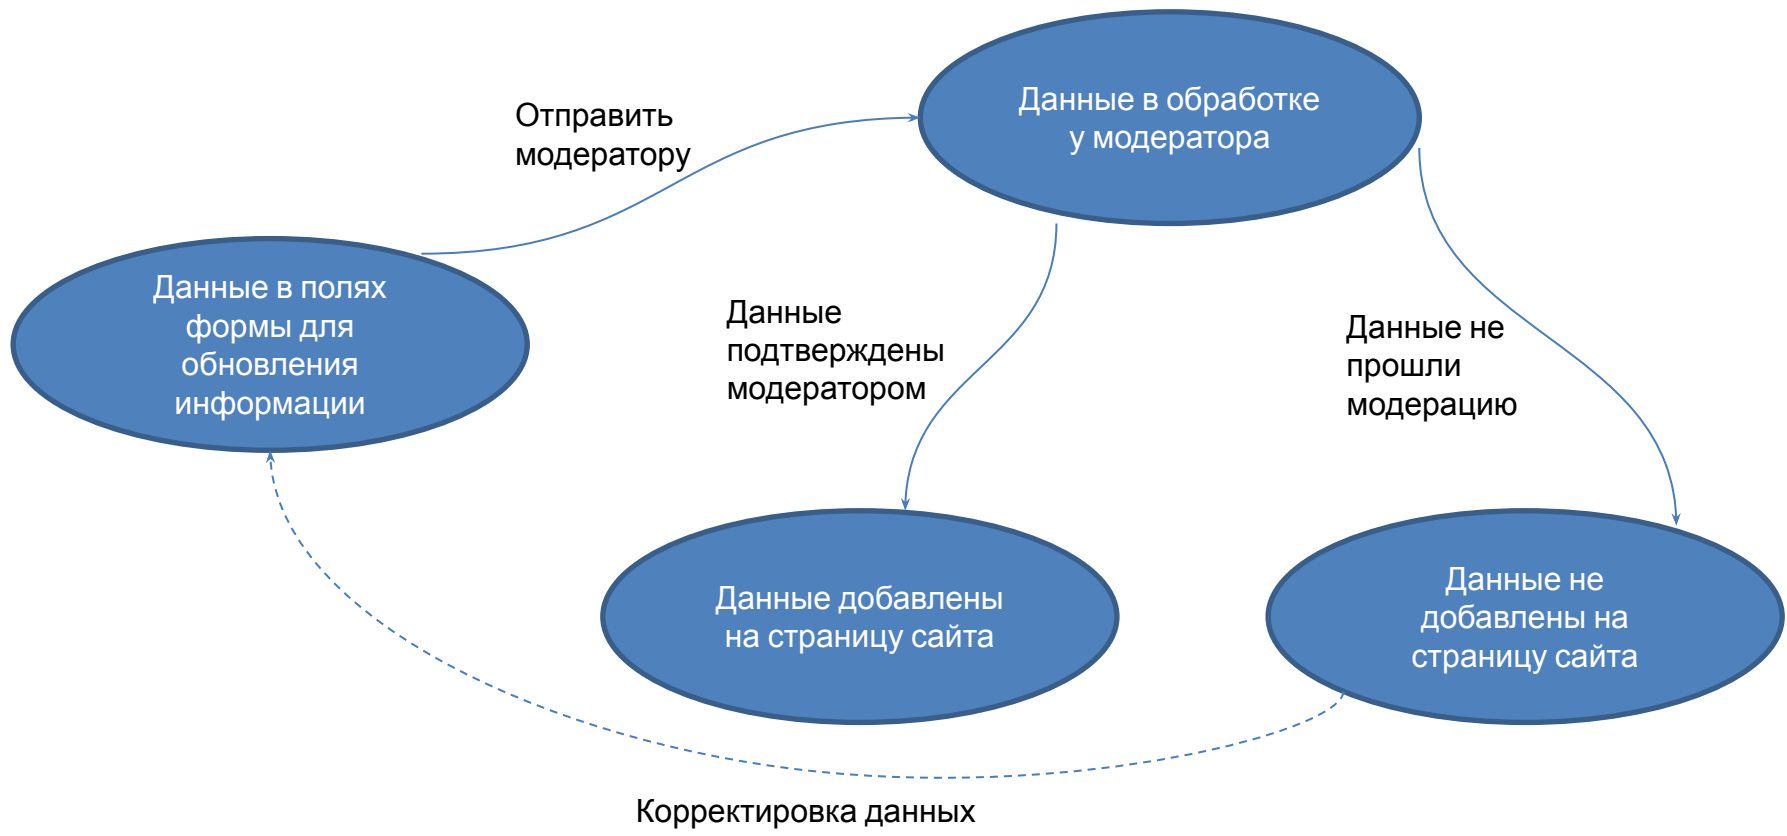 Данные в обработке
у модератора
Отправить
модератору
Данные в полях
формы для
обновления
информации
Данные
подтверждены
модератором
Данные не
прошли
модерацию
Данные добавлены
на страницу сайта
Данные не
добавлены на
страницу сайта
Корректировка данных